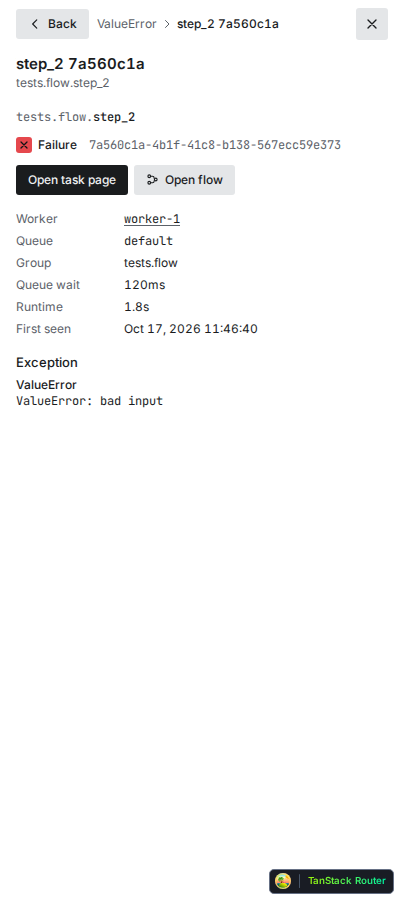 Back ValueError > step_2 7a560c1a
step_2 7a560c1a
tests.flow.step_2
tests.flow.step_2
Failure 7a560c1a-4b1f-41c8-b138-567ecc59e373
Open task page Open flow
Worker worker-1
Queue default
Group tests.flow
Queue wait 120ms
Runtime 1.8s
First seen Oct 17, 2026 11:46:40
Exception
ValueError
ValueError: bad input
TanStack Router